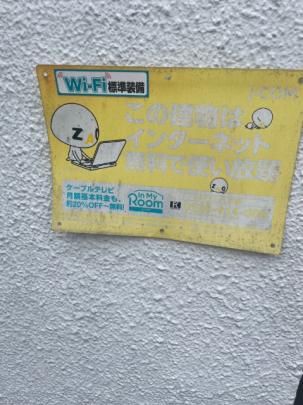 Wi-Fi標準装備
J:COM
この建物は
インターネット
無料で使い放題
Z
ケーブルテレビ
月額基本料金も、
約20%OFF〜無料!
In My
Room
K